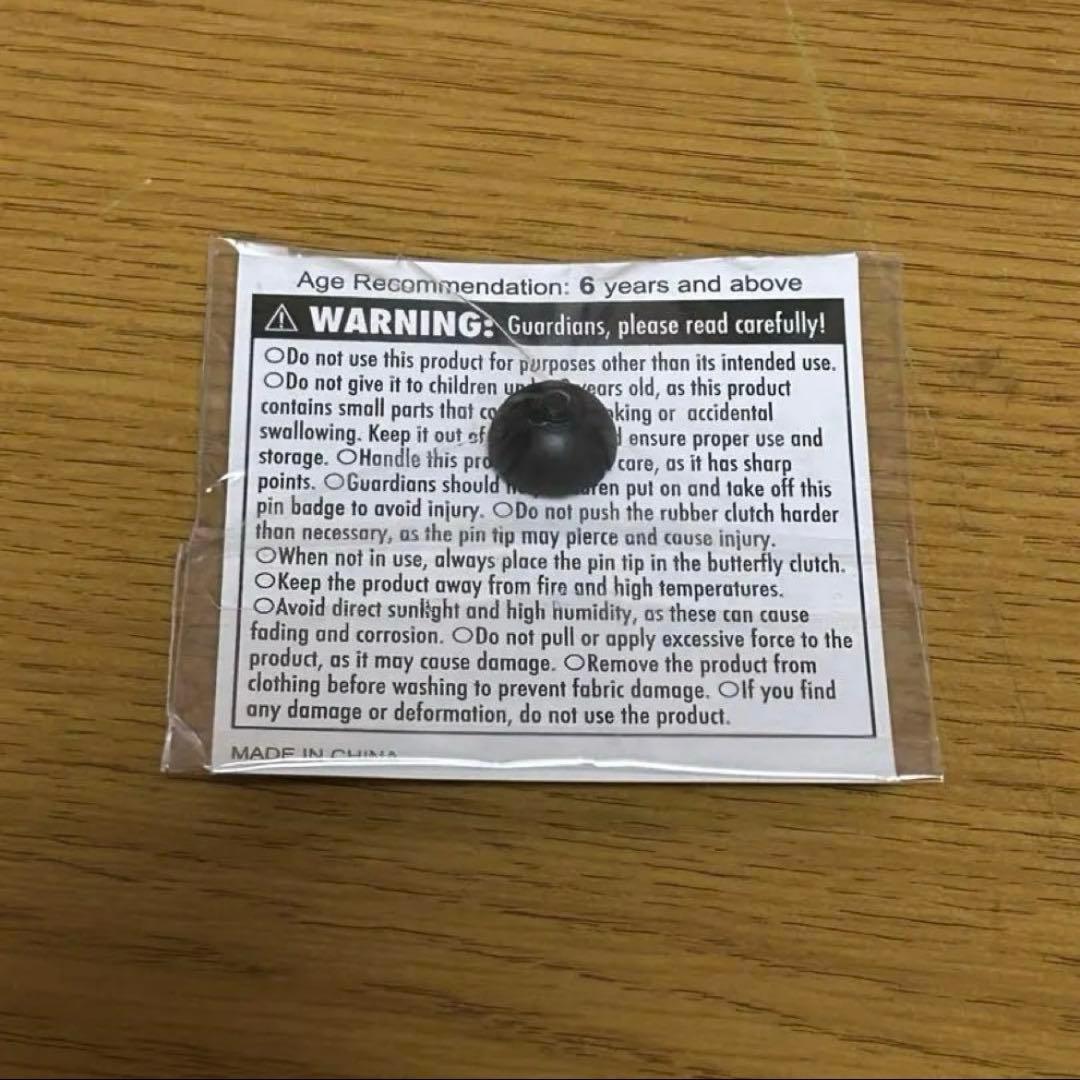 Age Recommendation: 6 years and above
⚠ WARNING: Guardians, please read carefully!
○Do not use this product for purposes other than its intended use.
○Do not give it to children years old, as this product
contains small parts that or accidental
swallowing. Keep it out of ensure proper use and
storage. ○Handle this care, as it has sharp
points. ○Guardians should put on and take off this
pin badge to avoid injury. ○Do not push the rubber clutch harder
than necessary, as the pin tip may pierce and cause injury.
○When not in use, always place the pin tip in the butterfly clutch.
○Keep the product away from fire and high temperatures.
○Avoid direct sunlight and high humidity, as these can cause
fading and corrosion. ○Do not pull or apply excessive force to the
product, as it may cause damage. ○Remove the product from
clothing before washing to prevent fabric damage. ○If you find
any damage or deformation, do not use the product.
MADE IN CHINA